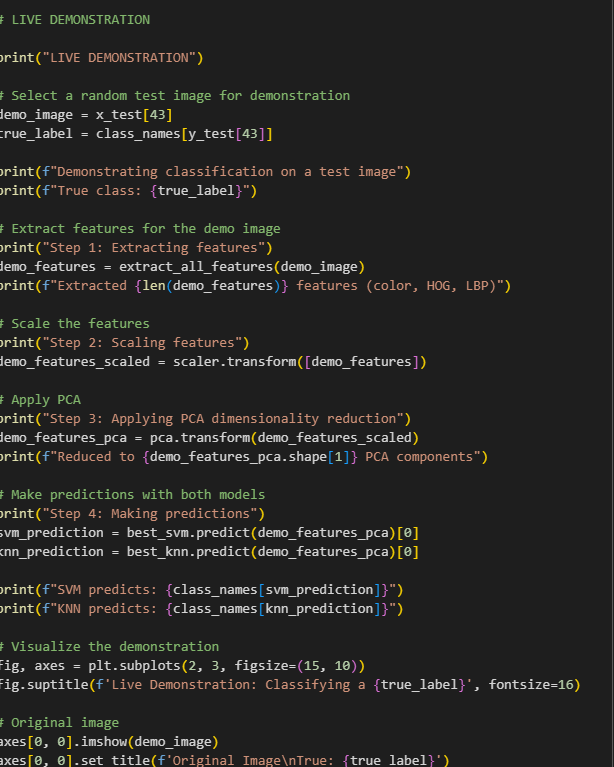 # LIVE DEMONSTRATION
print("LIVE DEMONSTRATION")
# Select a random test image for demonstration
demo_image = x_test[43]
true_label = class_names[y_test[43]]
print(f"Demonstrating classification on a test image")
print(f"True class: {true_label}")
# Extract features for the demo image
print("Step 1: Extracting features")
demo_features = extract_all_features(demo_image)
print(f"Extracted {len(demo_features)} features (color, HOG, LBP)")
# Scale the features
print("Step 2: Scaling features")
demo_features_scaled = scaler.transform([demo_features])
# Apply PCA
print("Step 3: Applying PCA dimensionality reduction")
demo_features_pca = pca.transform(demo_features_scaled)
print(f"Reduced to {demo_features_pca.shape[1]} PCA components")
# Make predictions with both models
print("Step 4: Making predictions")
svm_prediction = best_svm.predict(demo_features_pca)[0]
knn_prediction = best_knn.predict(demo_features_pca)[0]
print(f"SVM predicts: {class_names[svm_prediction]}")
print(f"KNN predicts: {class_names[knn_prediction]}")
# Visualize the demonstration
fig, axes = plt.subplots(2, 3, figsize=(15, 10))
fig.suptitle(f'Live Demonstration: Classifying a {true_label}', fontsize=16)
# Original image
axes[0, 0].imshow(demo_image)
axes[0, 0].set_title(f'Original Image\nTrue: {true_label}')